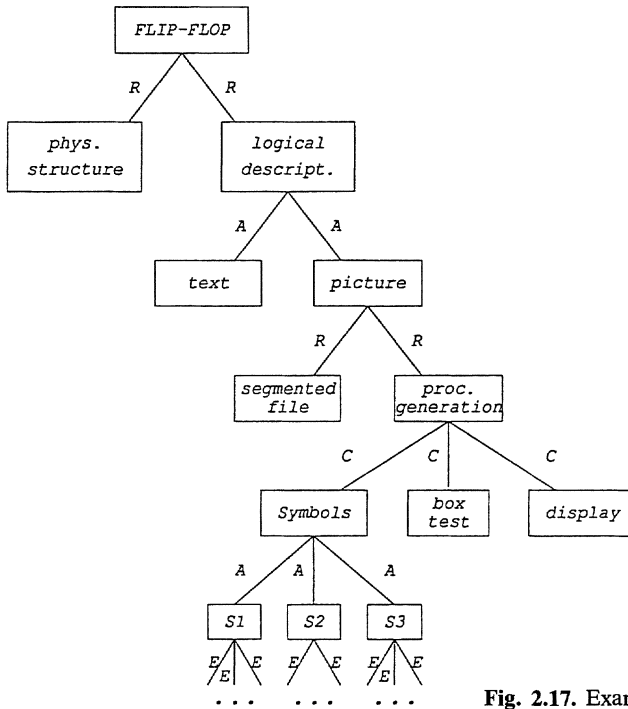 FLIP-FLOP
R R
phys. structure
logical descript.
A A
text picture
R R
segmented file
proc. generation
C C C
Symbols
box test
display
A A A
S1 S2 S3
E E E E E E E E
... ... ...
Fig. 2.17. Exan